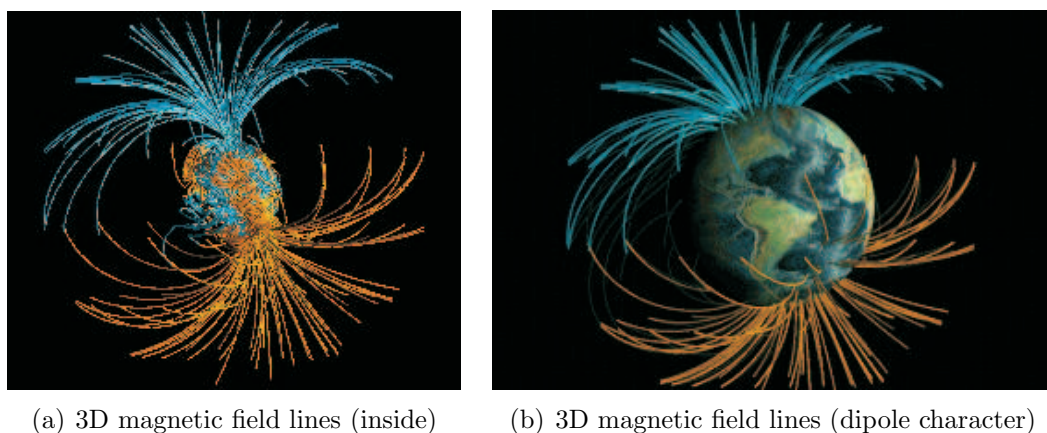 (a) 3D magnetic field lines (inside)
(b) 3D magnetic field lines (dipole character)